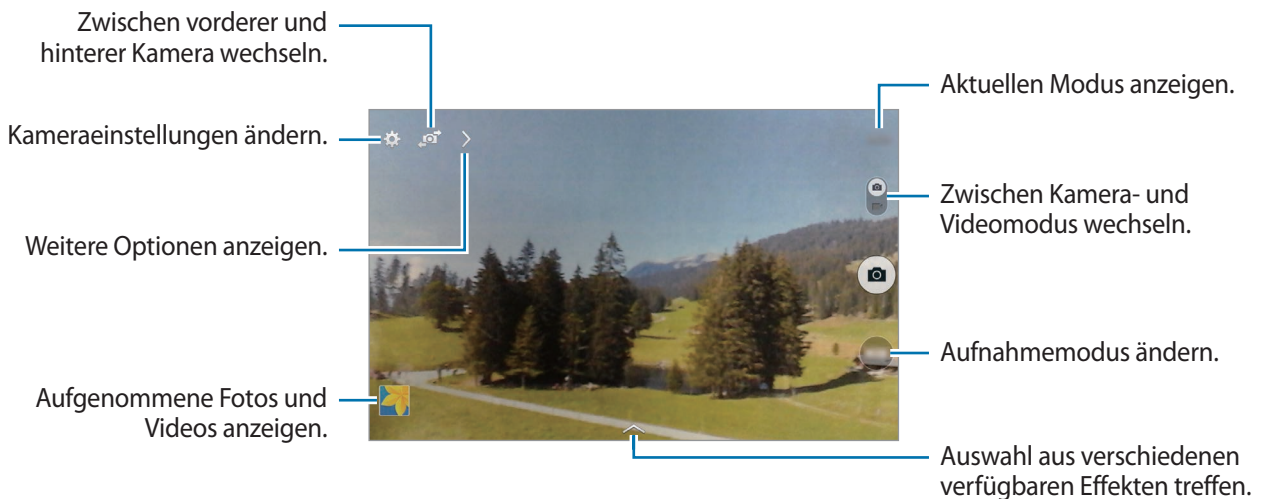 Zwischen vorderer und
hinterer Kamera wechseln.
Kameraeinstellungen ändern.
Weitere Optionen anzeigen.
Aufgenommene Fotos und
Videos anzeigen.
Aktuellen Modus anzeigen.
Zwischen Kamera- und
Videomodus wechseln.
Aufnahmemodus ändern.
Auswahl aus verschiedenen
verfügbaren Effekten treffen.